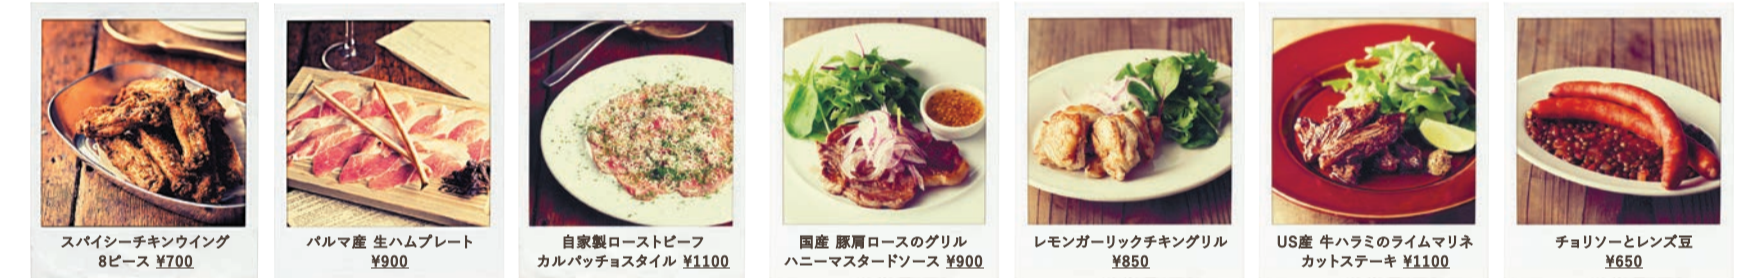 スパイシーチキンウイング
8ピース ¥700
パルマ産 生ハムプレート
¥900
自家製ローストビーフ
カルパッチョスタイル ¥1100
国産 豚肩ロースのグリル
ハニーマスタードソース ¥900
レモンガーリックチキングリル
¥850
US産 牛ハラミのライムマリネ
カットステーキ ¥1100
チョリソーとレンズ豆
¥650